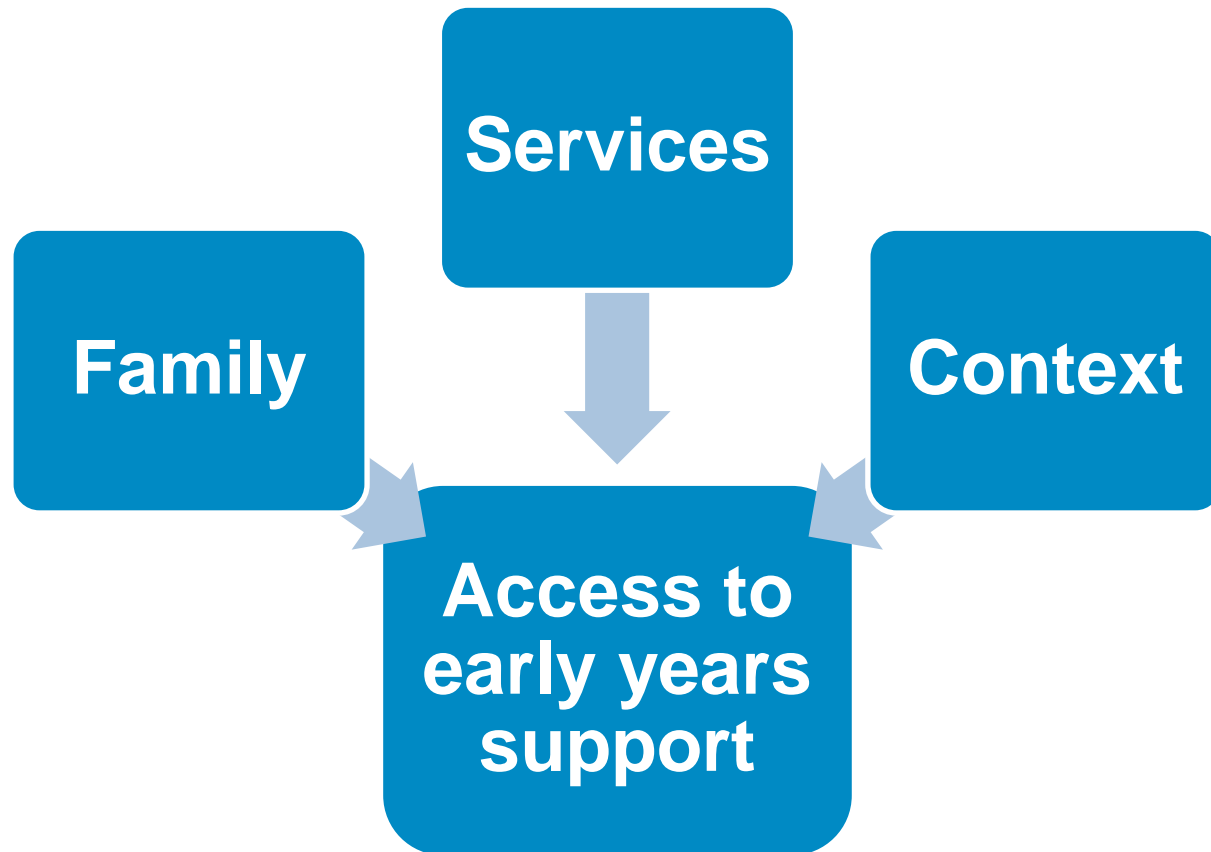 Services
Family
Context
Access to
early years
support